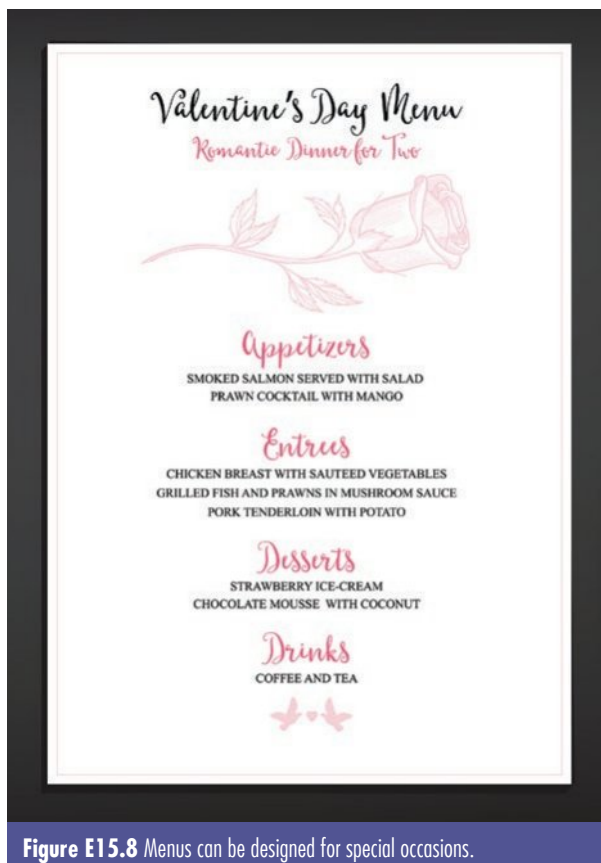 Valentine's Day Menu
Romantic Dinner for Two
Appetizers
SMOKED SALMON SERVED WITH SALAD
PRAWN COCKTAIL WITH MANGO
Entrees
CHICKEN BREAST WITH SAUTEED VEGETABLES
GRILLED FISH AND PRAWNS IN MUSHROOM SAUCE
PORK TENDERLOIN WITH POTATO
Desserts
STRAWBERRY ICE-CREAM
CHOCOLATE MOUSSE WITH COCONUT
Drinks
COFFEE AND TEA
Figure E15.8 Menus can be designed for special occasions.